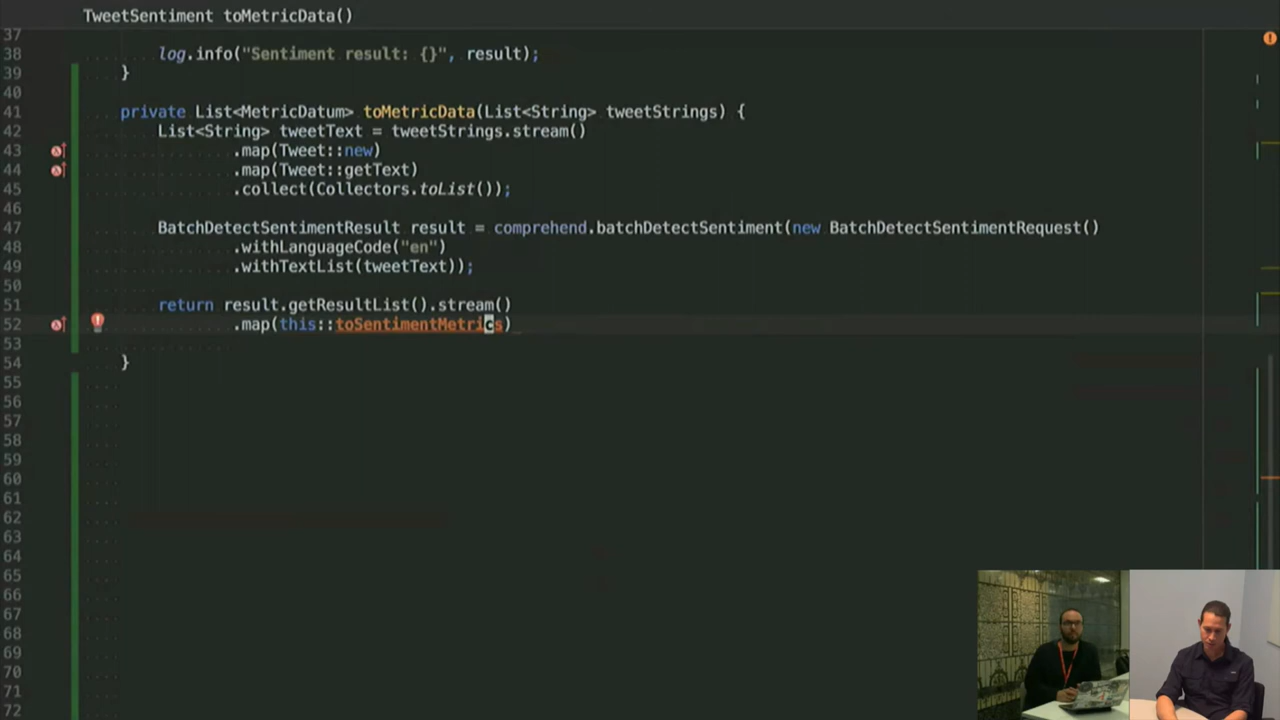 TweetSentiment toMetricData()
37
38 log.info("Sentiment result: {}", result);
39 }
40
41 private List<MetricDatum> toMetricData(List<String> tweetStrings) {
42 List<String> tweetText = tweetStrings.stream()
43 .map(Tweet::new)
44 .map(Tweet::getText)
45 .collect(Collectors.toList());
46
47 BatchDetectSentimentResult result = comprehend.batchDetectSentiment(new BatchDetectSentimentRequest()
48 .withLanguageCode("en")
49 .withTextList(tweetText));
50
51 return result.getResultList().stream()
52 .map(this::toSentimentMetrics)
53
54 }
55
56
57
58
59
60
61
62
63
64
65
66
67
68
69
70
71
72